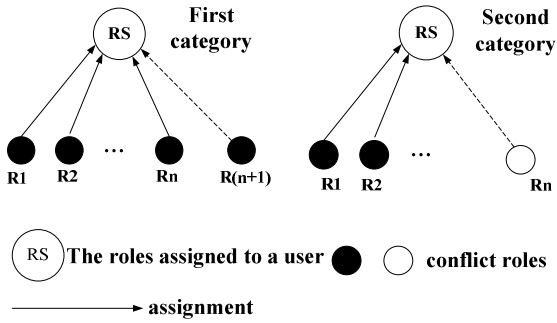 First
category
RS
R1
R2
...
Rn
R(n+1)
Second
category
RS
R1
R2
...
Rn
RS
The roles assigned to a user
conflict roles
assignment